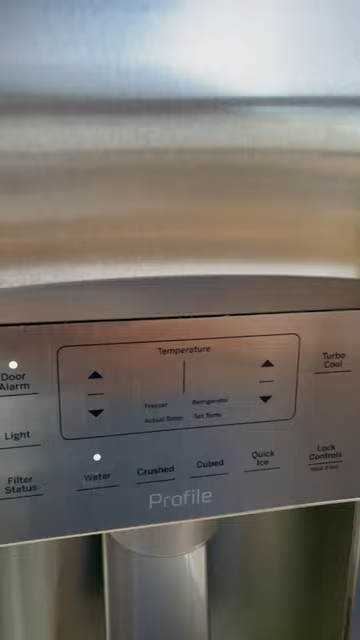 Temperature
Turbo
Cool
Door
Alarm
Freezer
Refrigerator
Actual Temp
Set Temp
Light
Water
Crushed
Cubed
Quick
Ice
Lock
Controls
Filter
Status
Profile